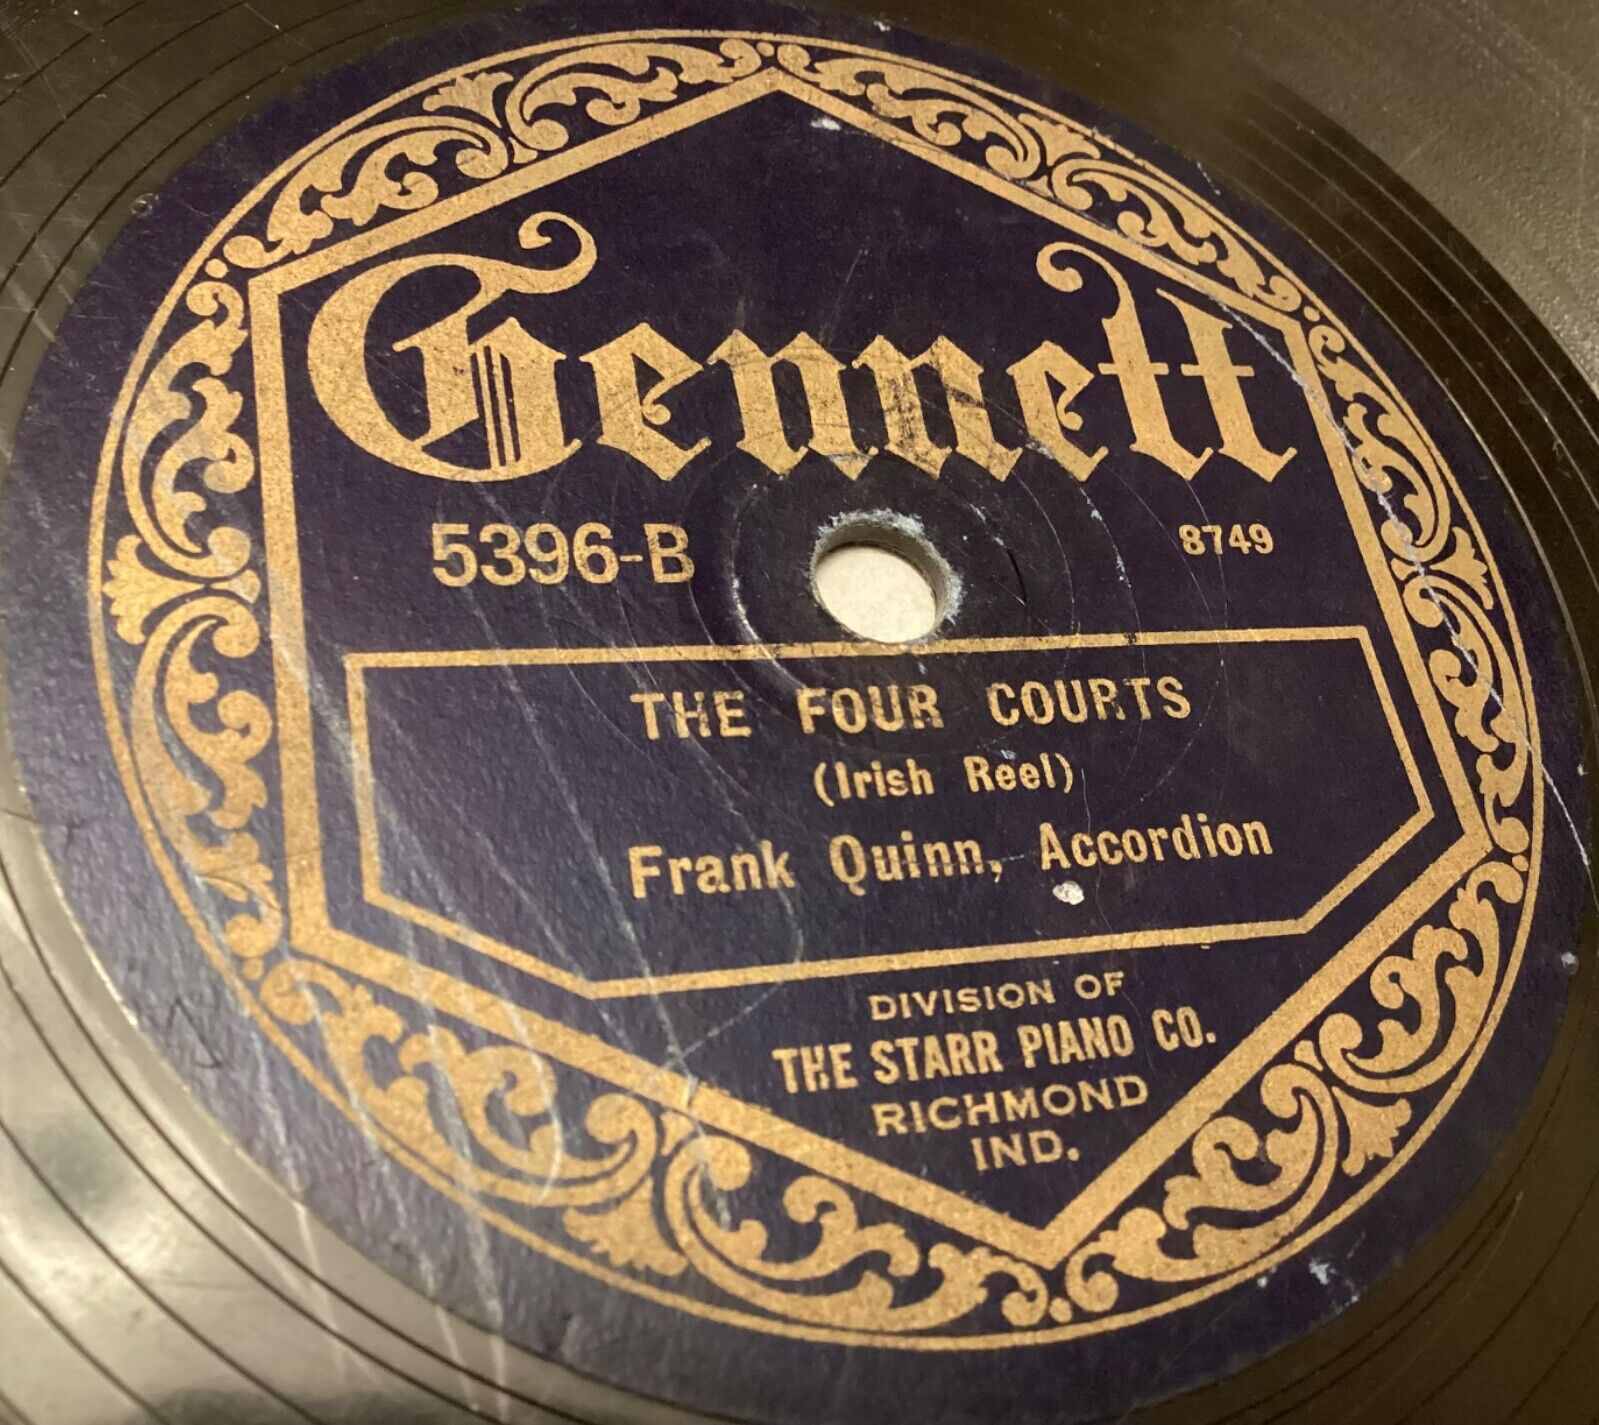 Gennett
5396-B 8749
THE FOUR COURTS
(Irish Reel)
Frank Quinn, Accordion
DIVISION OF
THE STARR PIANO CO.
RICHMOND
IND.